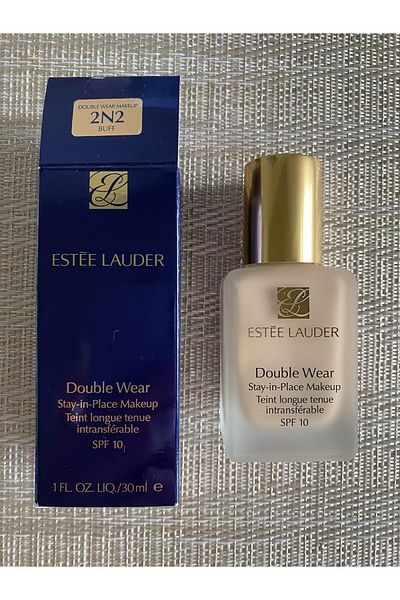 DOUBLE WEAR MAKEUP
2N2
BUFF
ESTĒE LAUDER
Double Wear
Stay-in-Place Makeup
Teint longue tenue
intransférable
SPF 10
1 FL. OZ. LIQ./30 ml e
ESTĒE LAUDER
Double Wear
Stay-in-Place Makeup
Teint longue tenue
intransférable
SPF 10